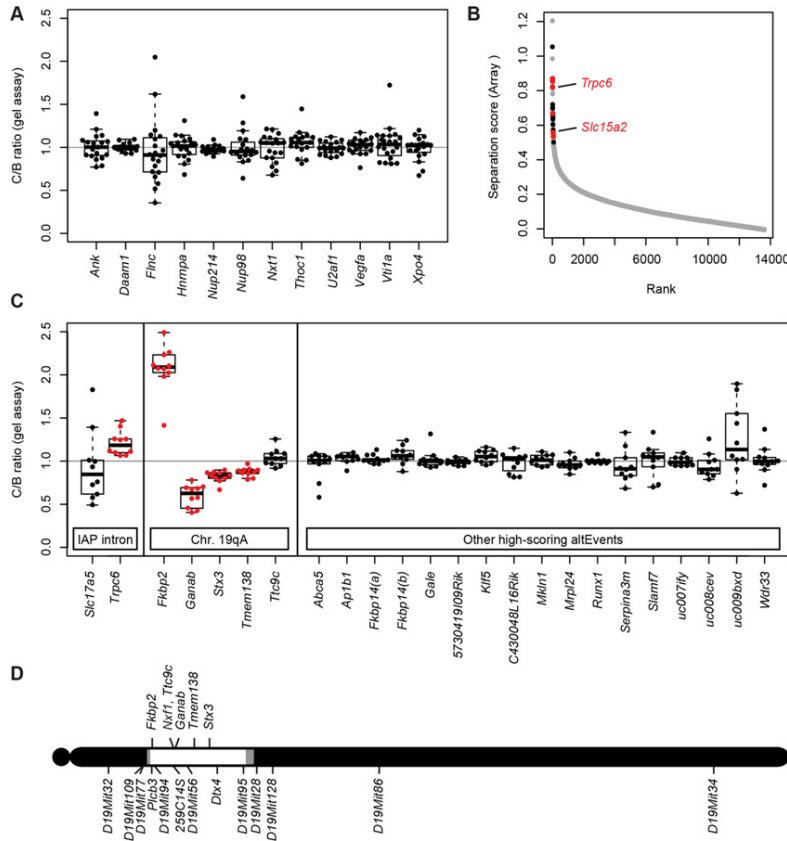 A
C/B ratio (gel assay)
2.5
2.0
1.5
1.0
0.5
0.0
Ank
Daam1
Flnc
Hnrnpa
Nup214
Nup98
Nxt1
Thoc1
U2af1
Vegfa
Vti1a
Xpo4
B
Separation score (Array)
1.2
1.0
0.8
0.6
0.4
0.2
0.0
Trpc6
Slc15a2
0 2000 6000 10000 14000
Rank
C
C/B ratio (gel assay)
2.5
2.0
1.5
1.0
0.5
0.0
IAP intron
Chr. 19qA
Other high-scoring altEvents
Slc17a5
Trpc6
Fkbp2
Ganab
Stx3
Tmem138
Ttc9c
Abca5
Ap1b1
Fkbp14(a)
Fkbp14(b)
Gale
5730419I09Rik
Klf5
C430048L16Rik
Mkln1
Mrpl24
Runx1
Serpina3m
Slamf7
uc007ify
uc008cev
uc009bxd
Wdr33
D
Fkbp2
Nxf1, Ttc9c
Ganab
Tmem138
Stx3
D19Mit32
D19Mit109
D19Mit77
Plcb3
D19Mit94
259C14S
D19Mit56
Dtx4
D19Mit95
D19Mit28
D19Mit128
D19Mit86
D19Mit34